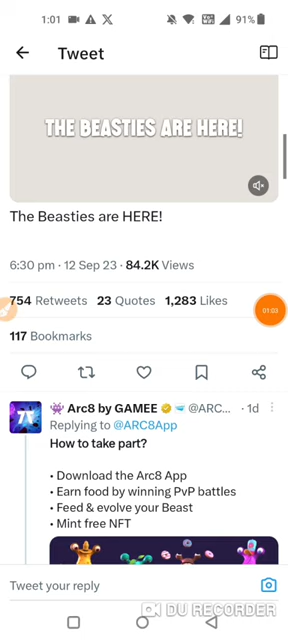 1:01 91%
Tweet
THE BEASTIES ARE HERE!
The Beasties are HERE!
6:30 pm · 12 Sep 23 · 84.2K Views
754 Retweets 23 Quotes 1,283 Likes
01:03
117 Bookmarks
Arc8 by GAMEE @ARC... · 1d
Replying to @ARC8App
How to take part?
• Download the Arc8 App
• Earn food by winning PvP battles
• Feed & evolve your Beast
• Mint free NFT
Tweet your reply
DU RECORDER